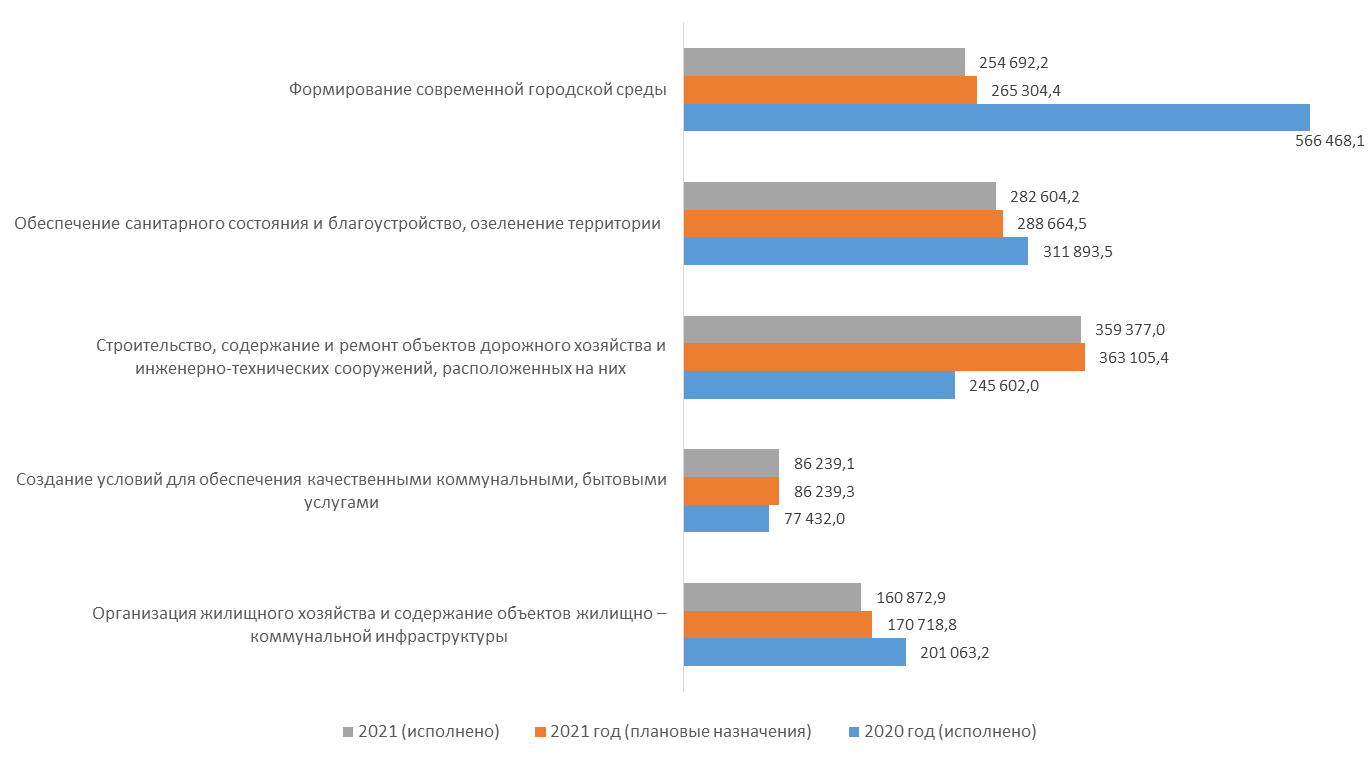 254 692,2
Формирование современной городской среды
265 304,4
566 468,1
282 604,2
Обеспечение санитарного состояния и благоустройство, озеленение территории
288 664,5
311 893,5
359 377,0
Строительство, содержание и ремонт объектов дорожного хозяйства и
инженерно-технических сооружений, расположенных на них
363 105,4
245 602,0
86 239,1
Создание условий для обеспечения качественными коммунальными, бытовыми
услугами
86 239,3
77 432,0
160 872,9
Организация жилищного хозяйства и содержание объектов жилищно –
коммунальной инфраструктуры
170 718,8
201 063,2
2021 (исполнено)
2021 год (плановые назначения)
2020 год (исполнено)